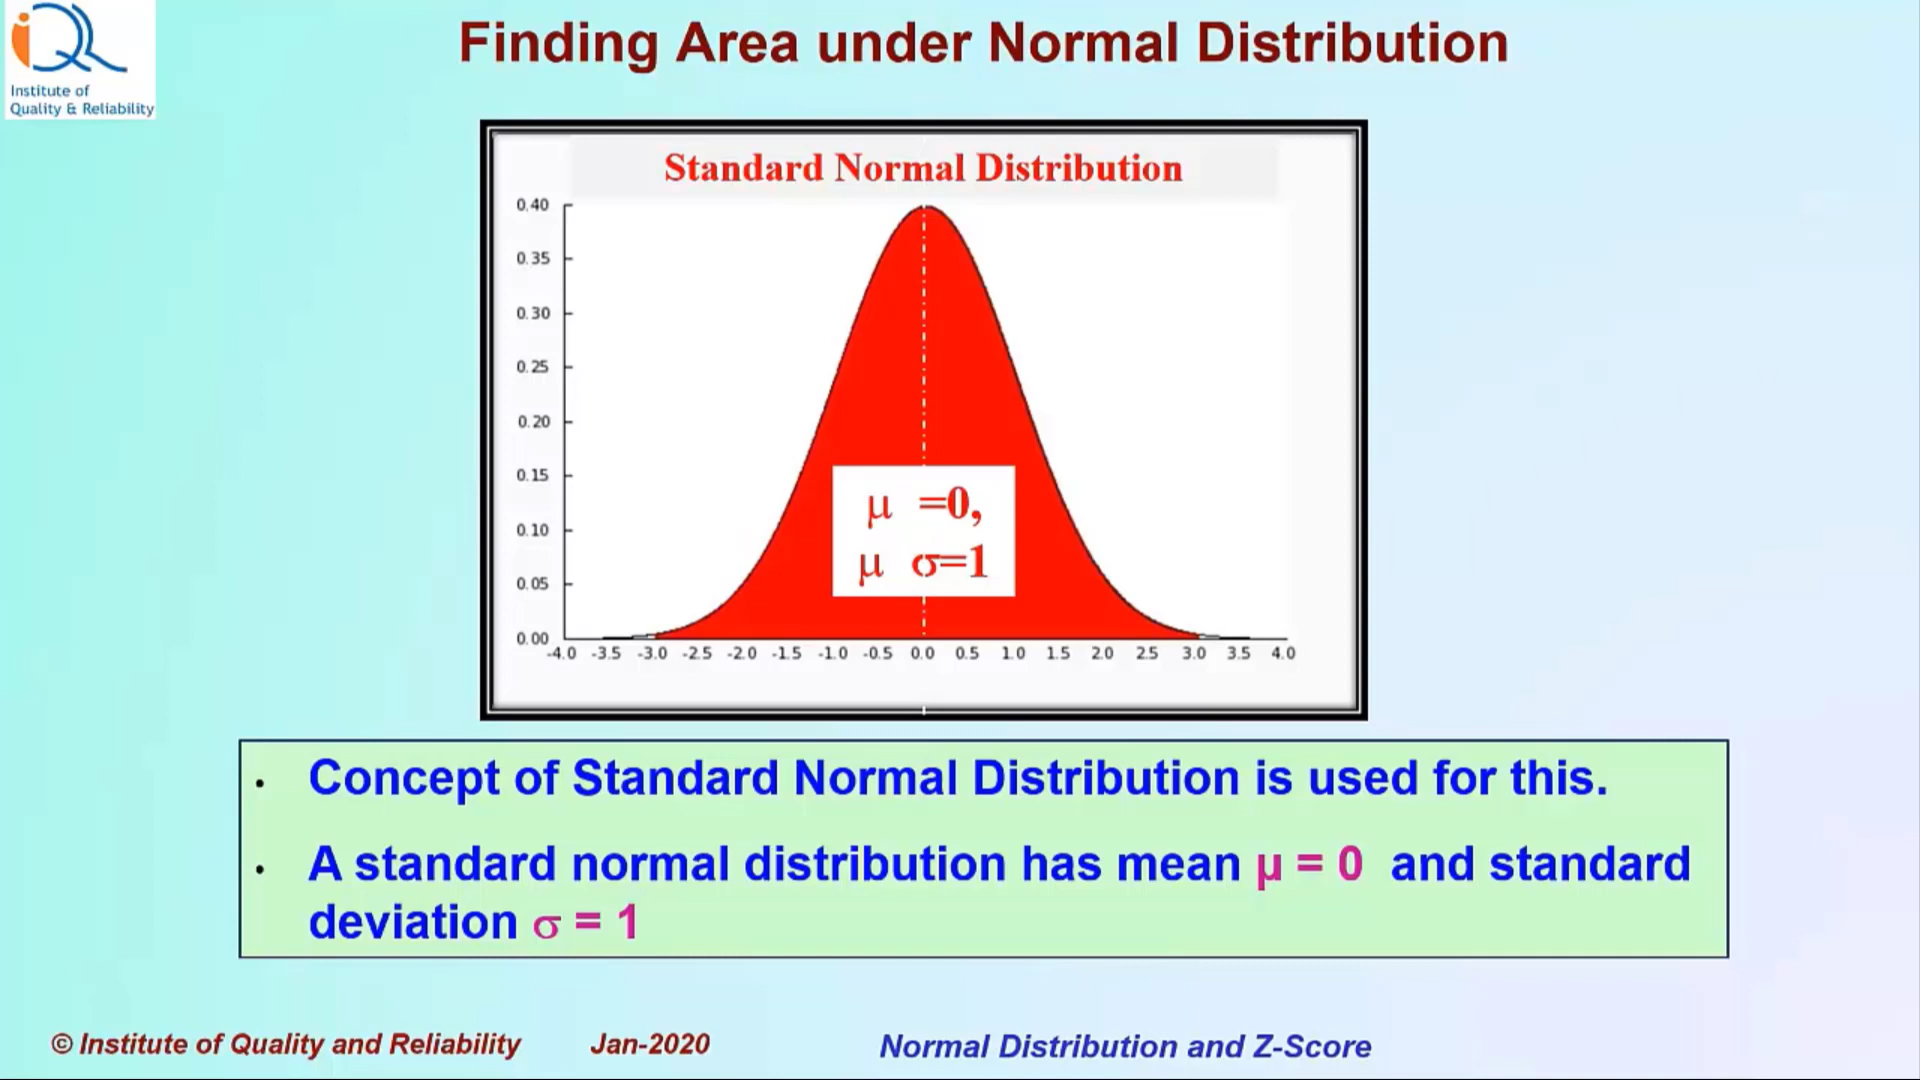 iQR
Institute of
Quality & Reliability
Finding Area under Normal Distribution
Standard Normal Distribution
0.40
0.35
0.30
0.25
0.20
0.15
0.10
0.05
0.00
μ =0,
μ σ=1
-4.0 -3.5 -3.0 -2.5 -2.0 -1.5 -1.0 -0.5 0.0 0.5 1.0 1.5 2.0 2.5 3.0 3.5 4.0
• Concept of Standard Normal Distribution is used for this.
• A standard normal distribution has mean μ = 0 and standard
deviation σ = 1
© Institute of Quality and Reliability Jan-2020 Normal Distribution and Z-Score